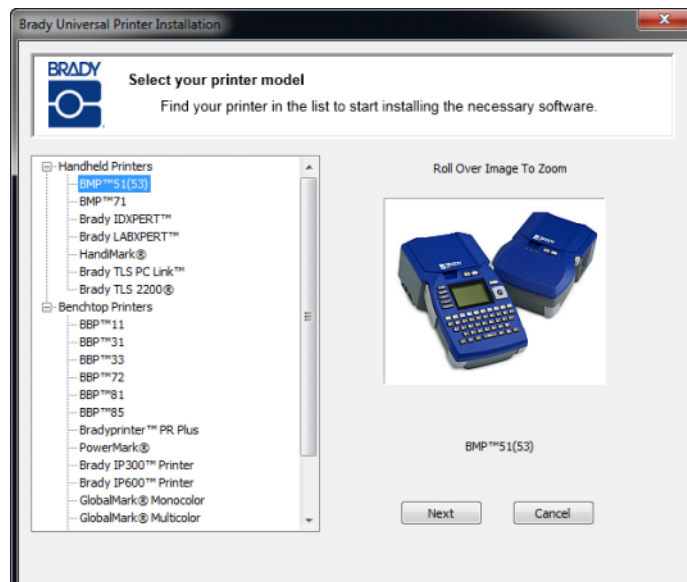 Brady Universal Printer Installation
BRADY
Select your printer model
Find your printer in the list to start installing the necessary software.
Handheld Printers
BMP™51(53)
BMP™71
Brady IDXPERT™
Brady LABXPERT™
HandiMark®
Brady TLS PC Link™
Brady TLS 2200®
Benchtop Printers
BBP™11
BBP™31
BBP™33
BBP™72
BBP™81
BBP™85
Bradyprinter™ PR Plus
PowerMark®
Brady IP300™ Printer
Brady IP600™ Printer
GlobalMark® Monocolor
GlobalMark® Multicolor
Roll Over Image To Zoom
BMP™51(53)
Next
Cancel